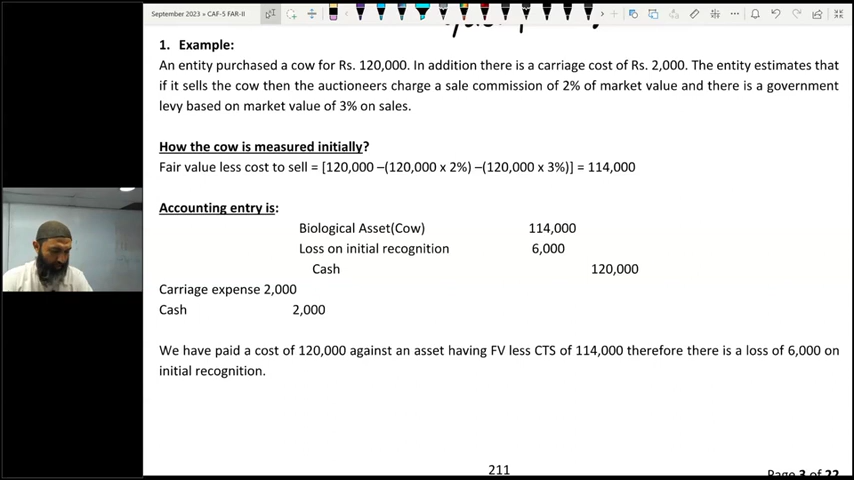 September 2023 » CAF-5 FAR-II
1. Example:
An entity purchased a cow for Rs. 120,000. In addition there is a carriage cost of Rs. 2,000. The entity estimates that
if it sells the cow then the auctioneers charge a sale commission of 2% of market value and there is a government
levy based on market value of 3% on sales.
How the cow is measured initially?
Fair value less cost to sell = [120,000 –(120,000 x 2%) –(120,000 x 3%)] = 114,000
Accounting entry is:
Biological Asset(Cow) 114,000
Loss on initial recognition 6,000
Cash 120,000
Carriage expense 2,000
Cash 2,000
We have paid a cost of 120,000 against an asset having FV less CTS of 114,000 therefore there is a loss of 6,000 on
initial recognition.
211
Page 3 of 22